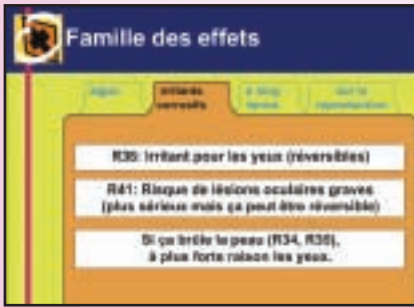 Famille des effets
aigus
irritants
corrosifs
à long
terme
sur la
reproduction
R36: Irritant pour les yeux (réversibles)
R41: Risque de lésions oculaires graves
(plus sérieux mais ça peut être réversible)
Si ça brûle la peau (R34, R35),
à plus forte raison les yeux.